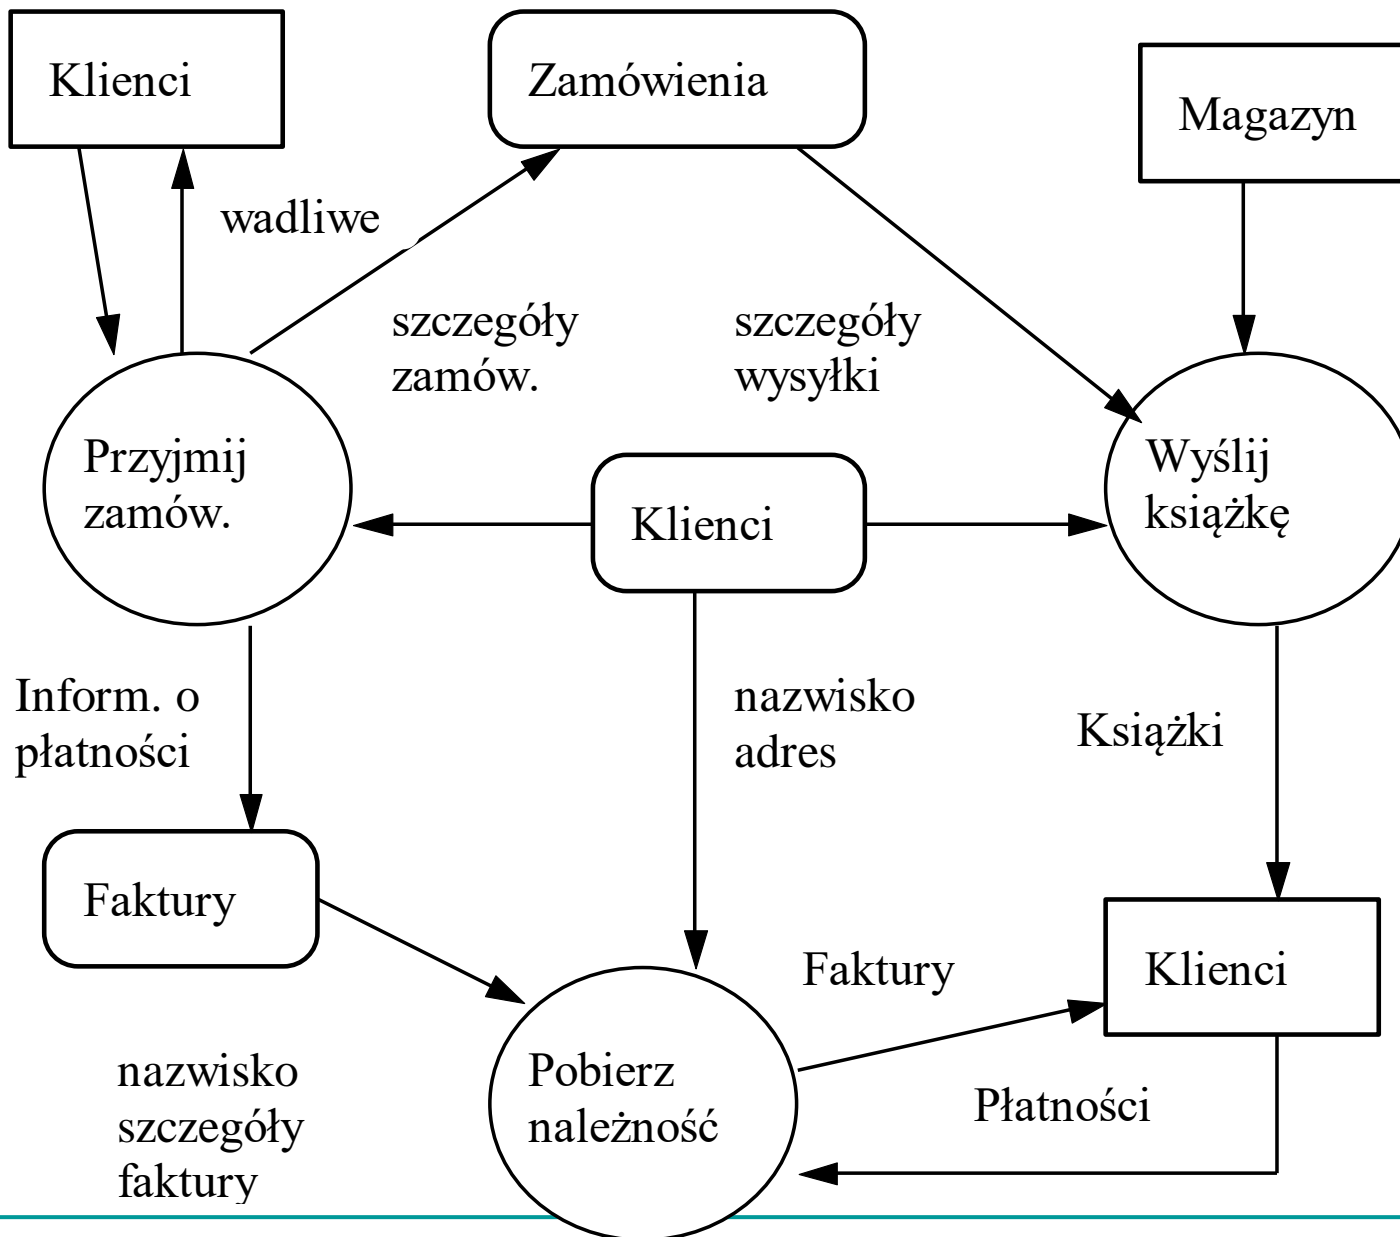 Klienci
Zamówienia
Magazyn
wadliwe
szczegóły
zamów.
szczegóły
wysyłki
Przyjmij
zamów.
Klienci
Wyślij
książkę
Inform. o
płatności
nazwisko
adres
Książki
Faktury
Faktury
Klienci
nazwisko
szczegóły
faktury
Pobierz
należność
Płatności